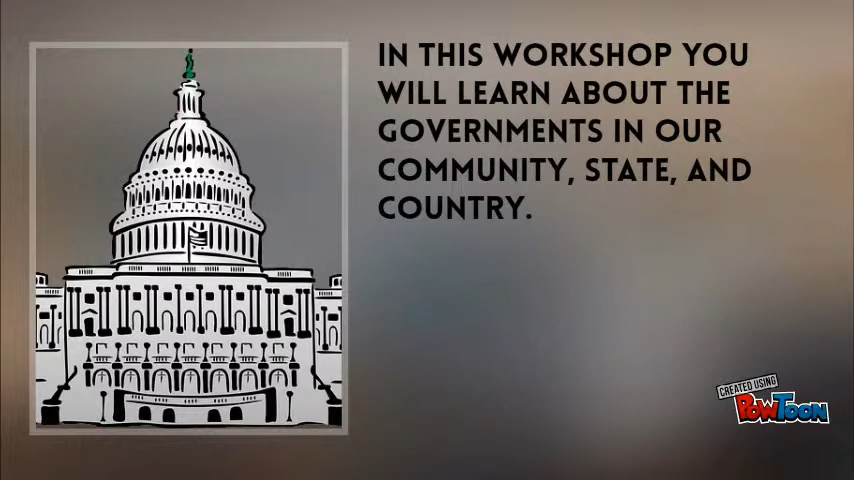 IN THIS WORKSHOP YOU
WILL LEARN ABOUT THE
GOVERNMENTS IN OUR
COMMUNITY, STATE, AND
COUNTRY.
CREATED USING
POWTOON